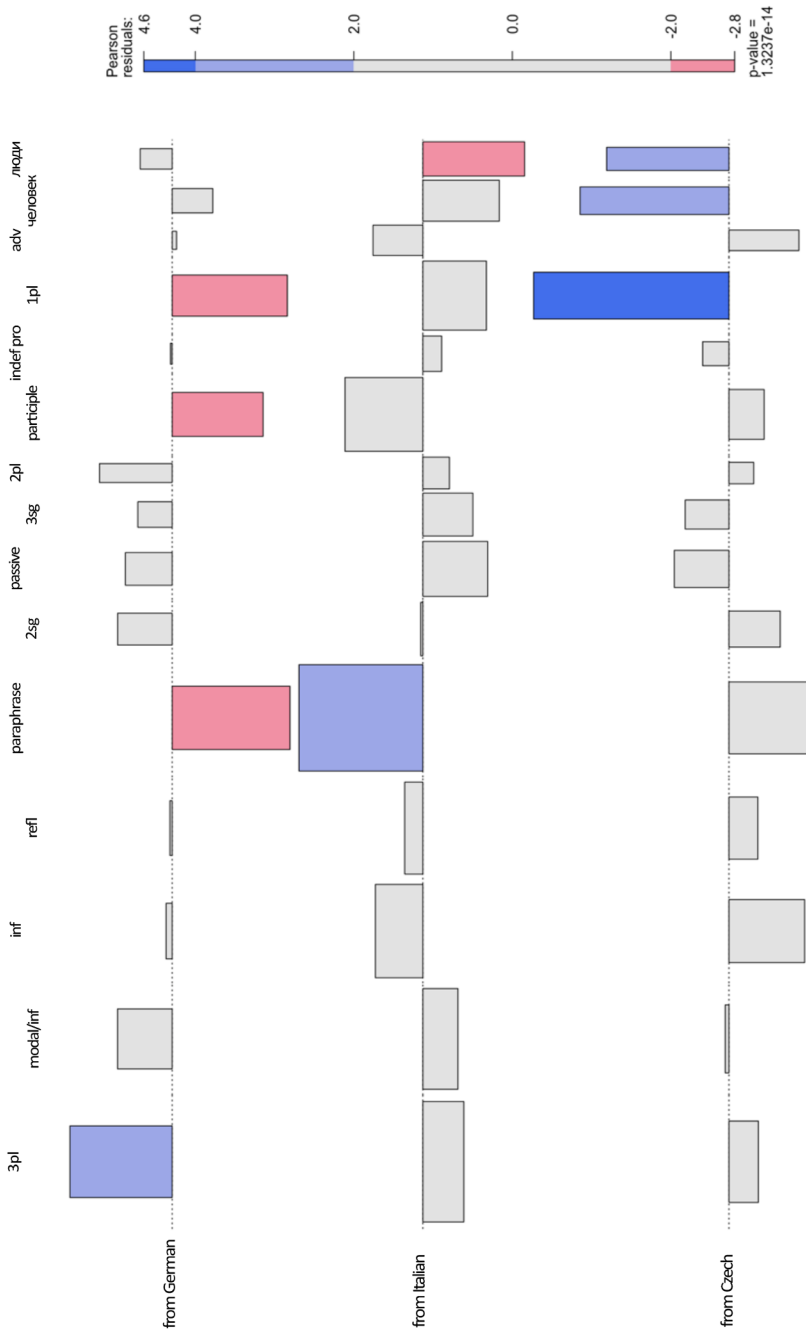 3pl
modal/inf
inf
refl
paraphrase
2sg
passive
3sg
2pl
participle
indef pro
1pl
adv
человек
люди
from German
from Italian
from Czech
Pearson
residuals:
4.6
4.0
2.0
0.0
-2.0
-2.8
p-value =
1.3237e-14